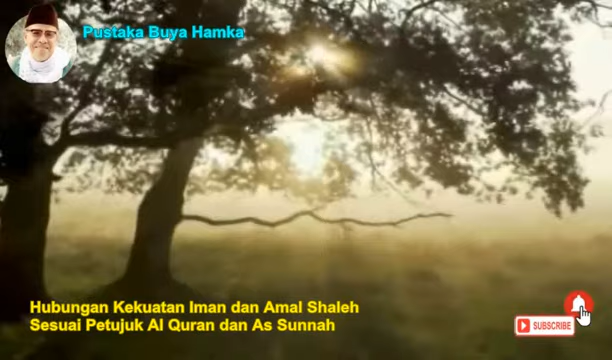 Pustaka Buya Hamka
Hubungan Kekuatan Iman dan Amal Shaleh
Sesuai Petujuk Al Quran dan As Sunnah
SUBSCRIBE